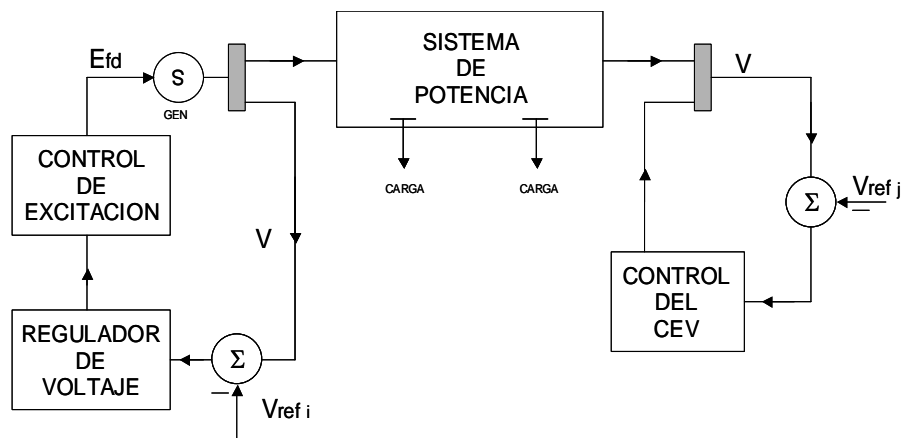 Efd
S
GEN
SISTEMA
DE
POTENCIA
V
CONTROL
DE
EXCITACION
CARGA
CARGA
Σ
Vref j
V
CONTROL
DEL
CEV
REGULADOR
DE
VOLTAJE
Σ
Vref i